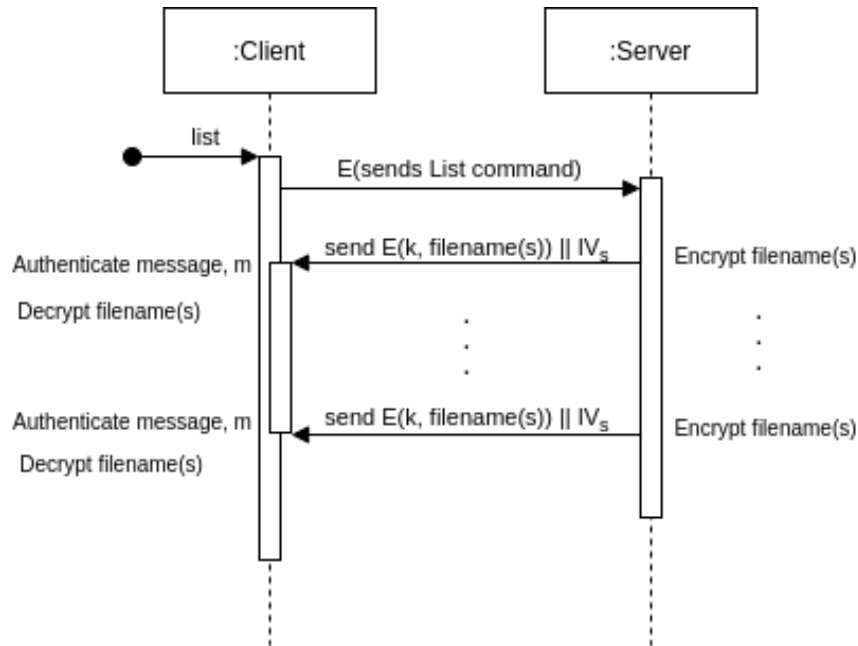 :Client
:Server
list
E(sends List command)
send E(k, filename(s)) || IVs
Encrypt filename(s)
Authenticate message, m
Decrypt filename(s)
send E(k, filename(s)) || IVs
Encrypt filename(s)
Authenticate message, m
Decrypt filename(s)